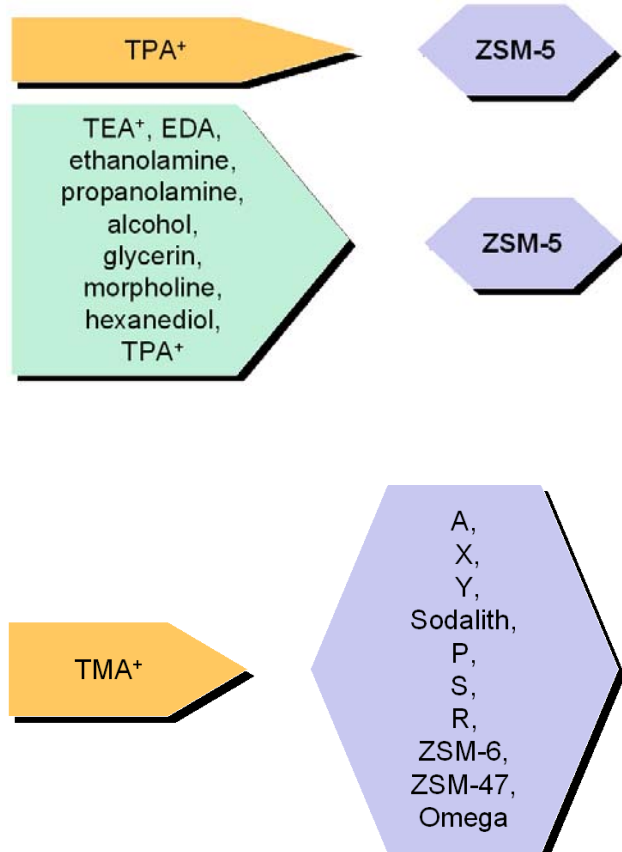 TPA⁺
ZSM-5
TEA⁺, EDA,
ethanolamine,
propanolamine,
alcohol,
glycerin,
morpholine,
hexanediol,
TPA⁺
ZSM-5
TMA⁺
A,
X,
Y,
Sodalith,
P,
S,
R,
ZSM-6,
ZSM-47,
Omega